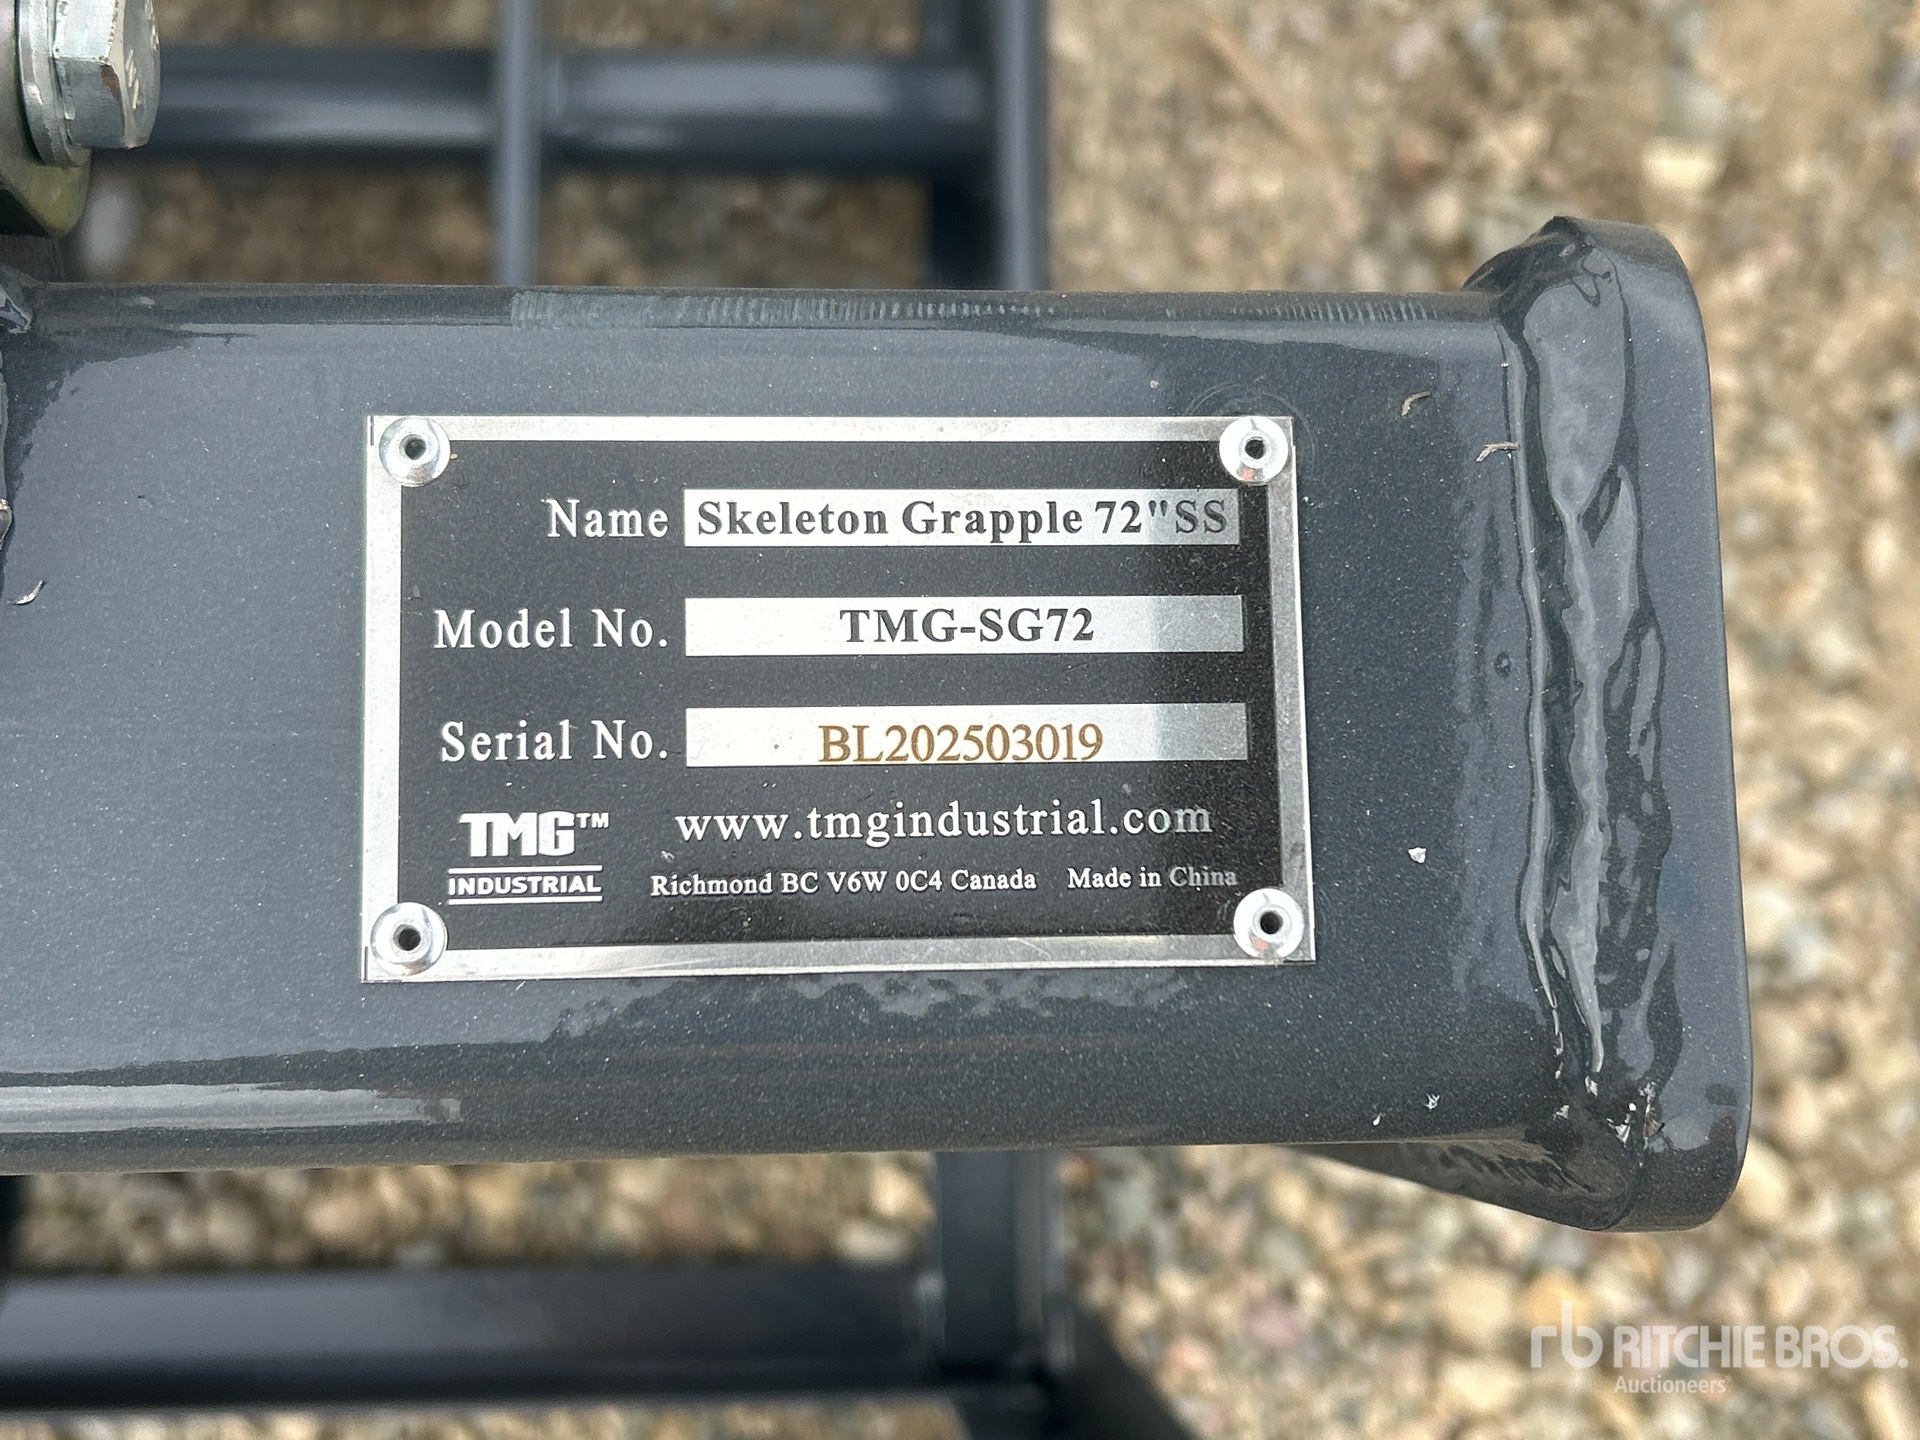 Name Skeleton Grapple 72"SS
Model No. TMG-SG72
Serial No. BL202503019
TMG™ www.tmgindustrial.com
INDUSTRIAL Richmond BC V6W 0C4 Canada Made in China
rb RITCHIE BROS.
Auctioneers